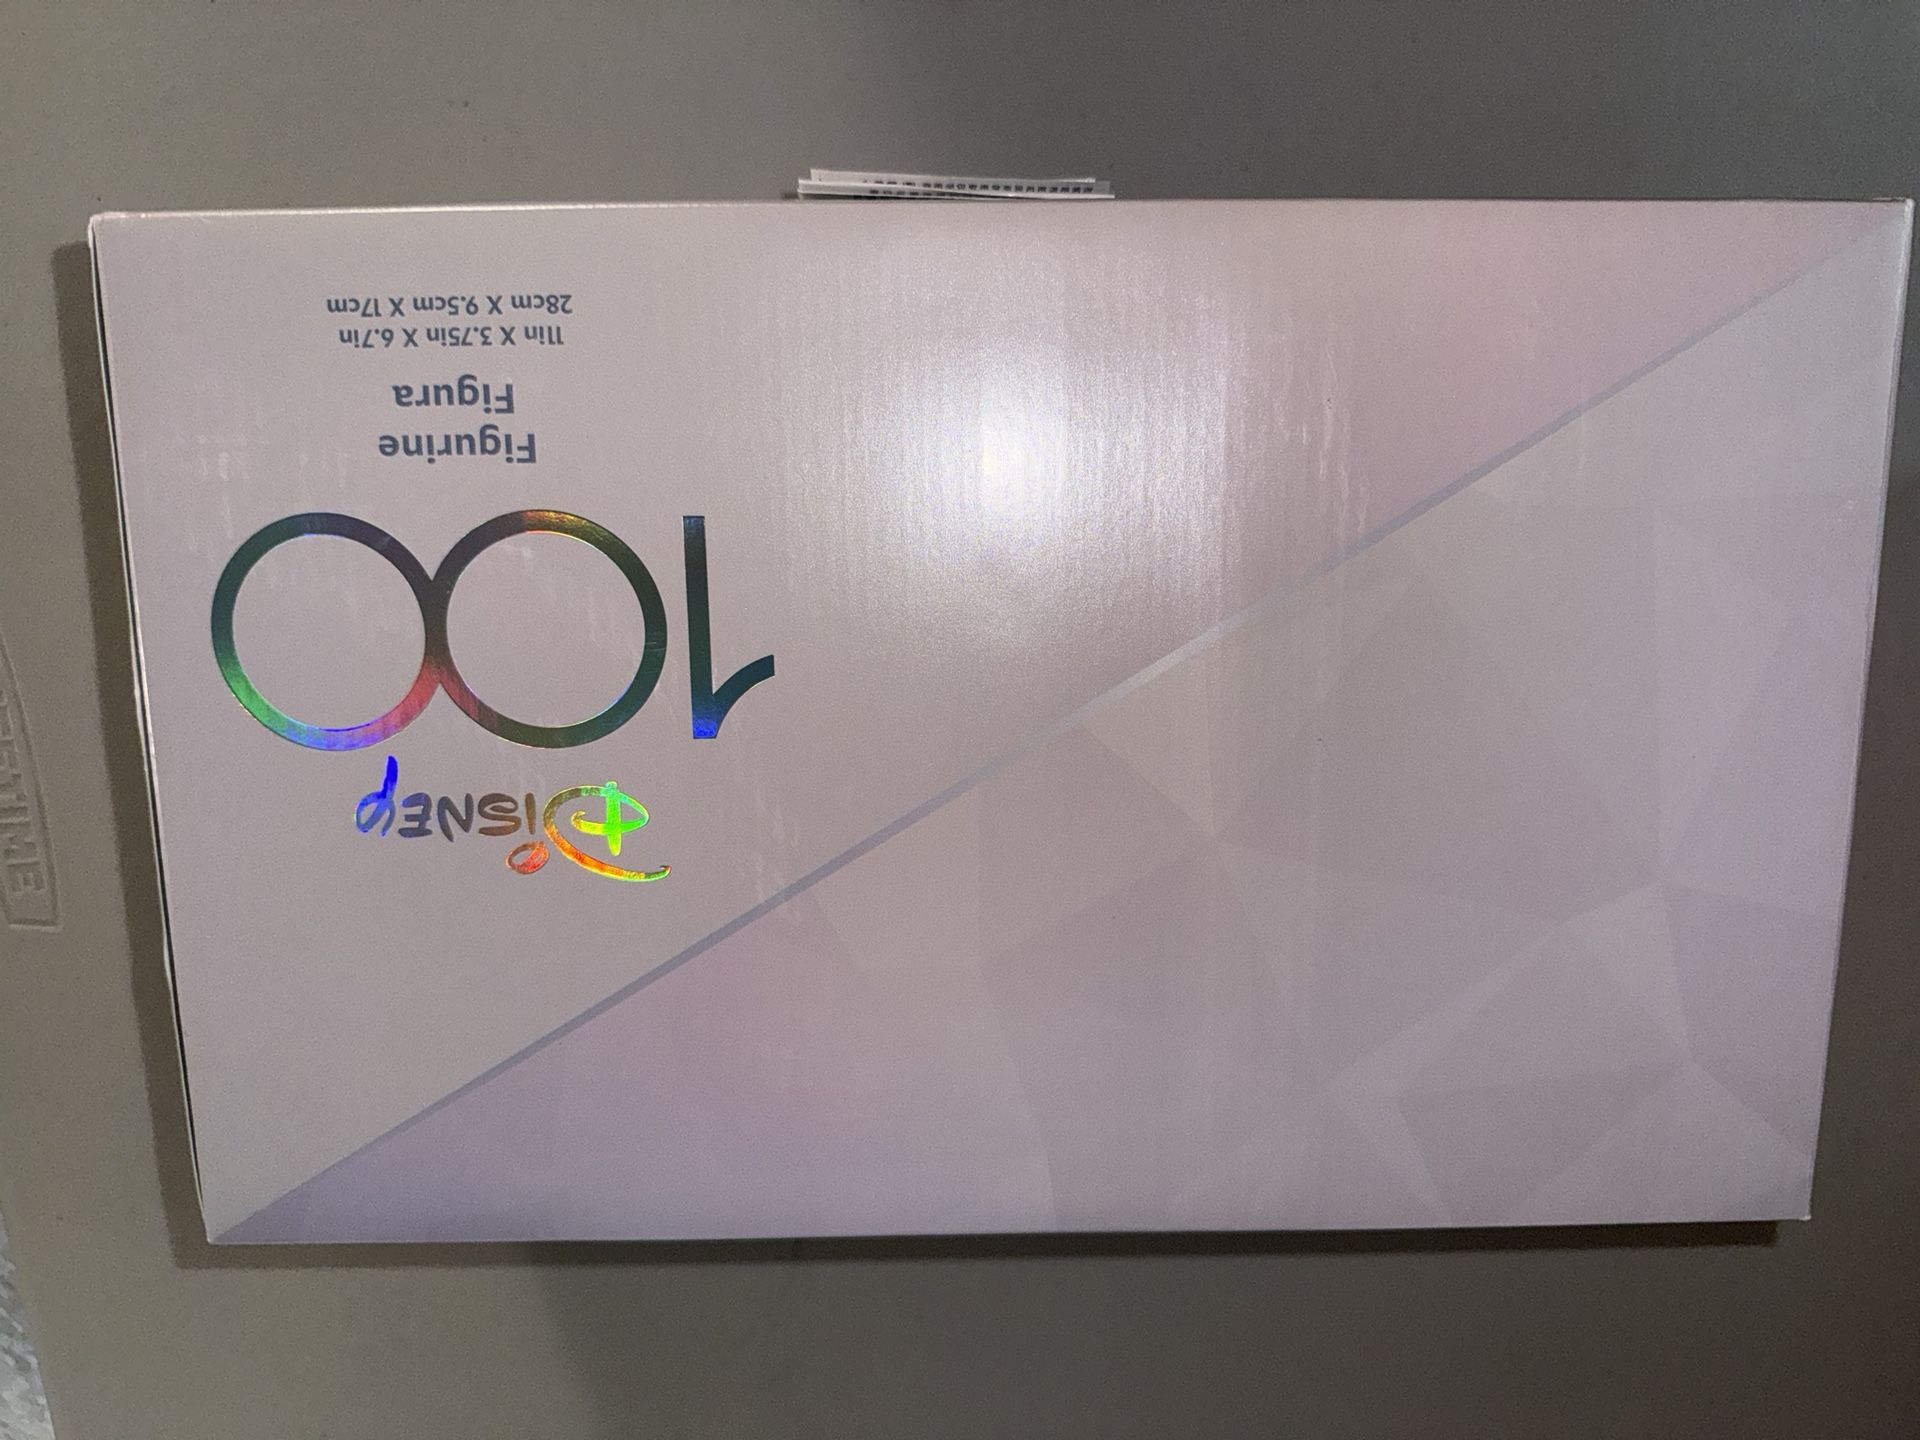 Disney
100
Figurine
Figura
11in X 3.75in X 6.7in
28cm X 9.5cm X 17cm